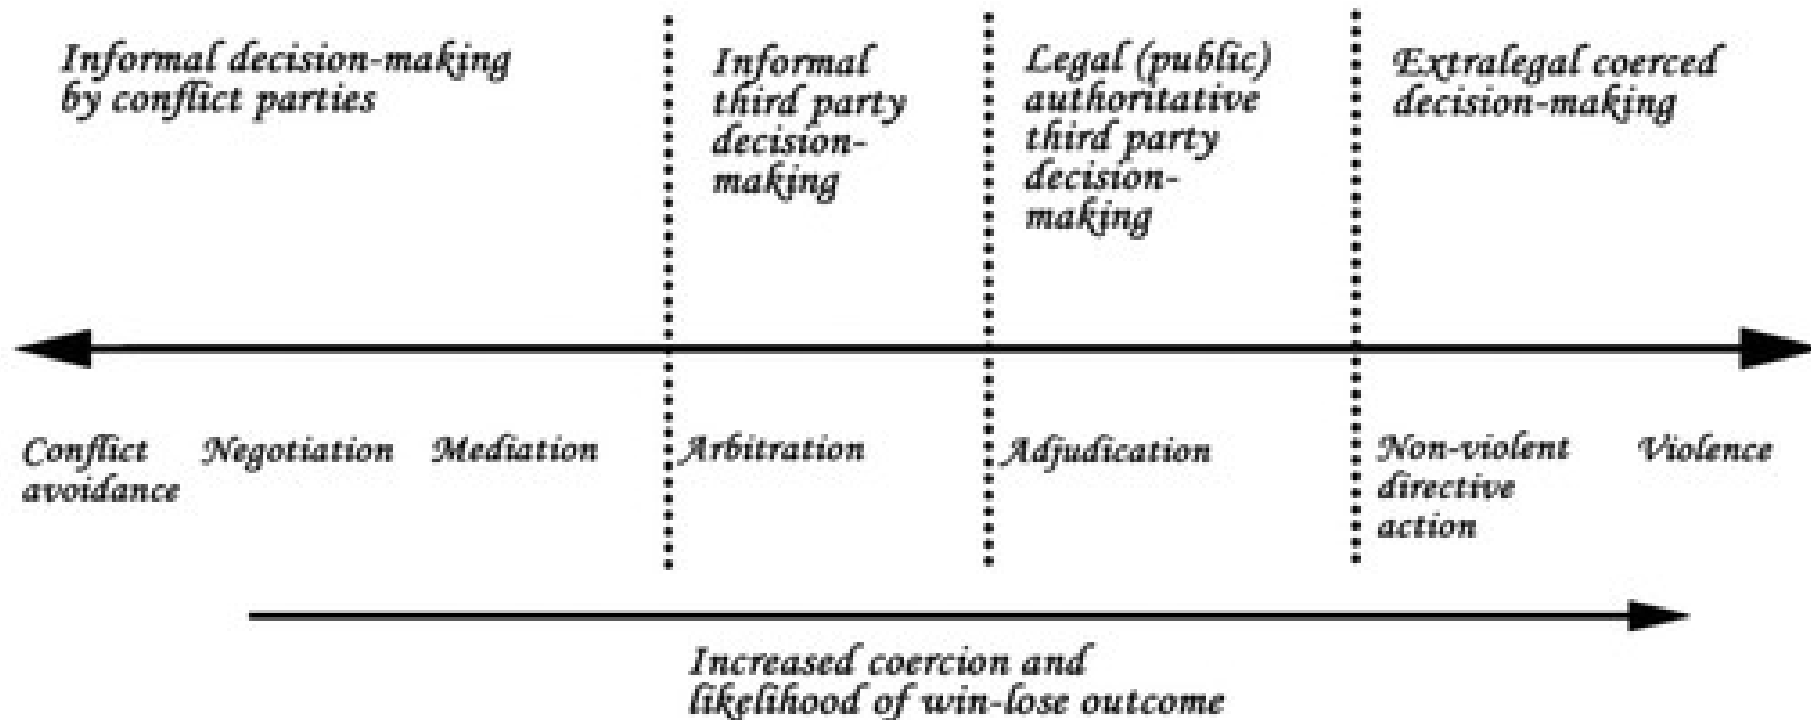 Informal decision-making
by conflict parties
Informal
third party
decision-
making
Legal (public)
authoritative
third party
decision-
making
Extralegal coerced
decision-making
Conflict
avoidance
Negotiation
Mediation
Arbitration
Adjudication
Non-violent
directive
action
Violence
Increased coercion and
likelihood of win-lose outcome